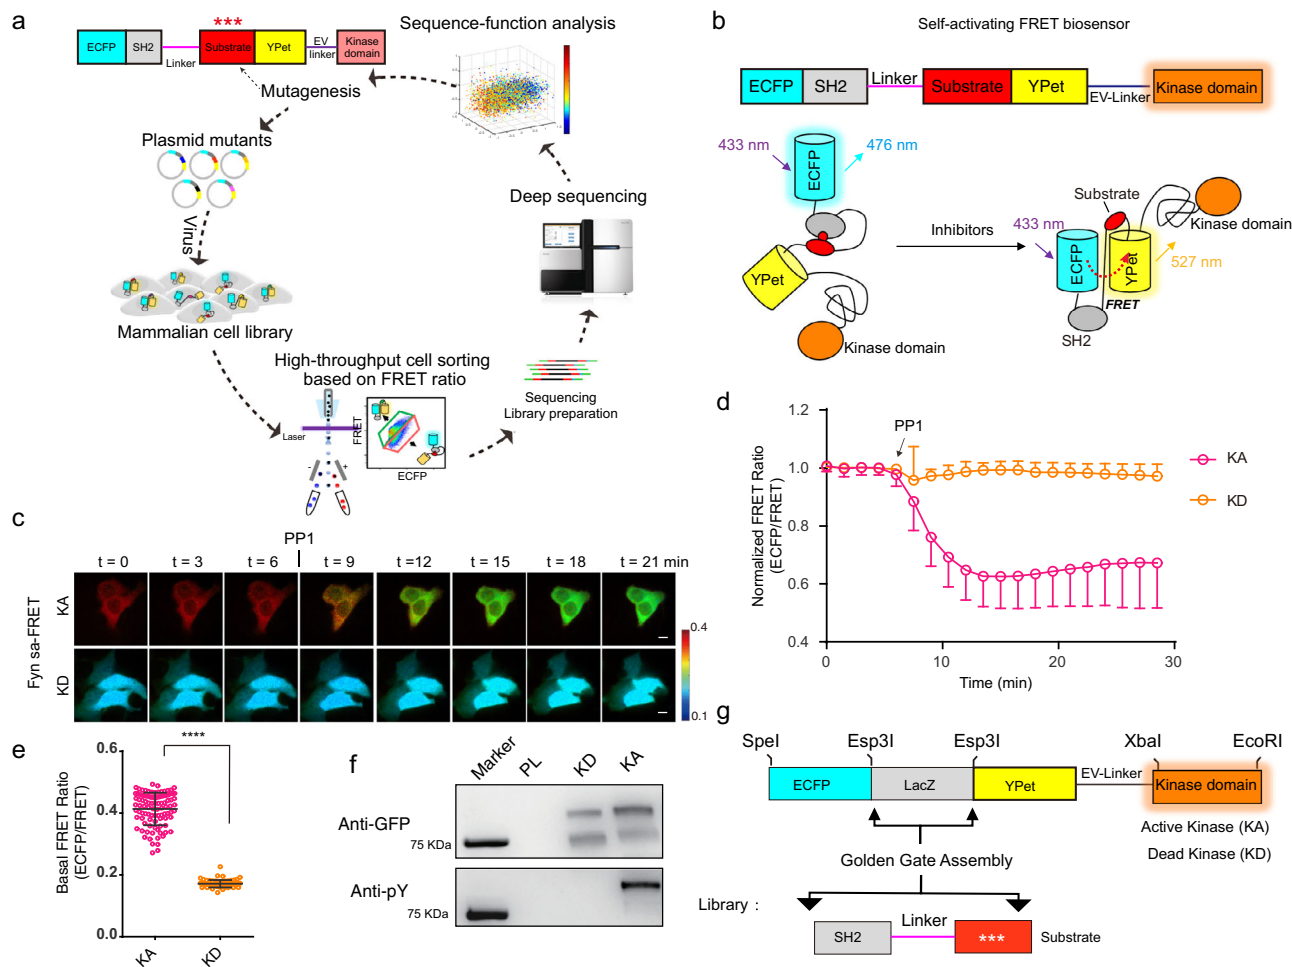 a
***
Sequence-function analysis
ECFP
SH2
Substrate
YPet
EV
linker
Kinase
domain
Linker
Mutagenesis
Plasmid mutants
Virus
Mammalian cell library
High-throughput cell sorting
based on FRET ratio
Laser
FRET
ECFP
- +
Sequencing
Library preparation
Deep sequencing
b
Self-activating FRET biosensor
ECFP
SH2
Linker
Substrate
YPet
EV-Linker
Kinase domain
433 nm
476 nm
ECFP
YPet
Kinase domain
Inhibitors
Substrate
433 nm
ECFP
YPet
527 nm
FRET
SH2
Kinase domain
c
PP1
t = 0
t = 3
t = 6
t = 9
t =12
t = 15
t = 18
t = 21 min
Fyn sa-FRET
KA
KD
0.4
0.1
d
PP1
Normalized FRET Ratio
(ECFP/FRET)
1.2
1.0
0.8
0.6
0.4
0
10
20
30
Time (min)
KA
KD
e
****
Basal FRET Ratio
(ECFP/FRET)
0.6
0.4
0.2
0.0
KA
KD
f
Marker
PL
KD
KA
Anti-GFP
75 KDa
Anti-pY
75 KDa
g
SpeI
Esp3I
Esp3I
XbaI
EcoRI
ECFP
LacZ
YPet
EV-Linker
Kinase domain
Active Kinase (KA)
Dead Kinase (KD)
Golden Gate Assembly
Library :
SH2
Linker
***
Substrate